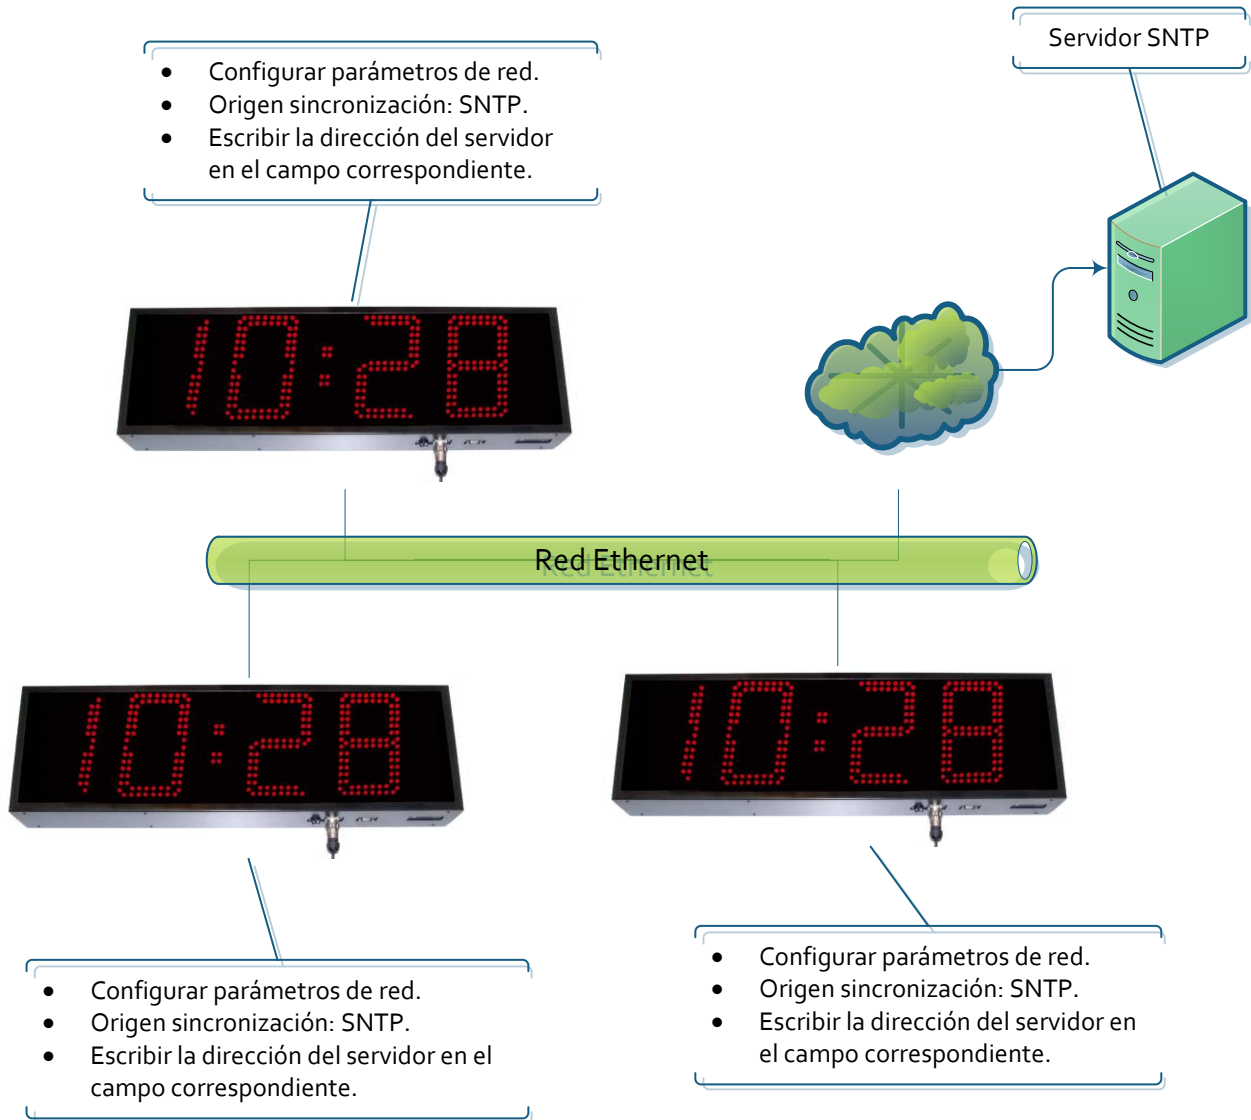 Servidor SNTP
• Configurar parámetros de red.
• Origen sincronización: SNTP.
• Escribir la dirección del servidor
en el campo correspondiente.
10:28
Red Ethernet
10:28
10:28
• Configurar parámetros de red.
• Origen sincronización: SNTP.
• Escribir la dirección del servidor en el
campo correspondiente.
• Configurar parámetros de red.
• Origen sincronización: SNTP.
• Escribir la dirección del servidor en
el campo correspondiente.